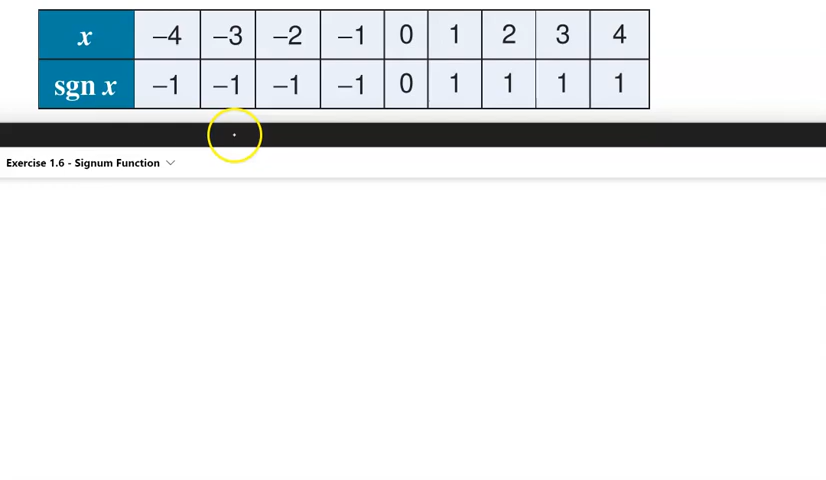 x −4 −3 −2 −1 0 1 2 3 4
sgn x −1 −1 −1 −1 0 1 1 1 1
Exercise 1.6 - Signum Function